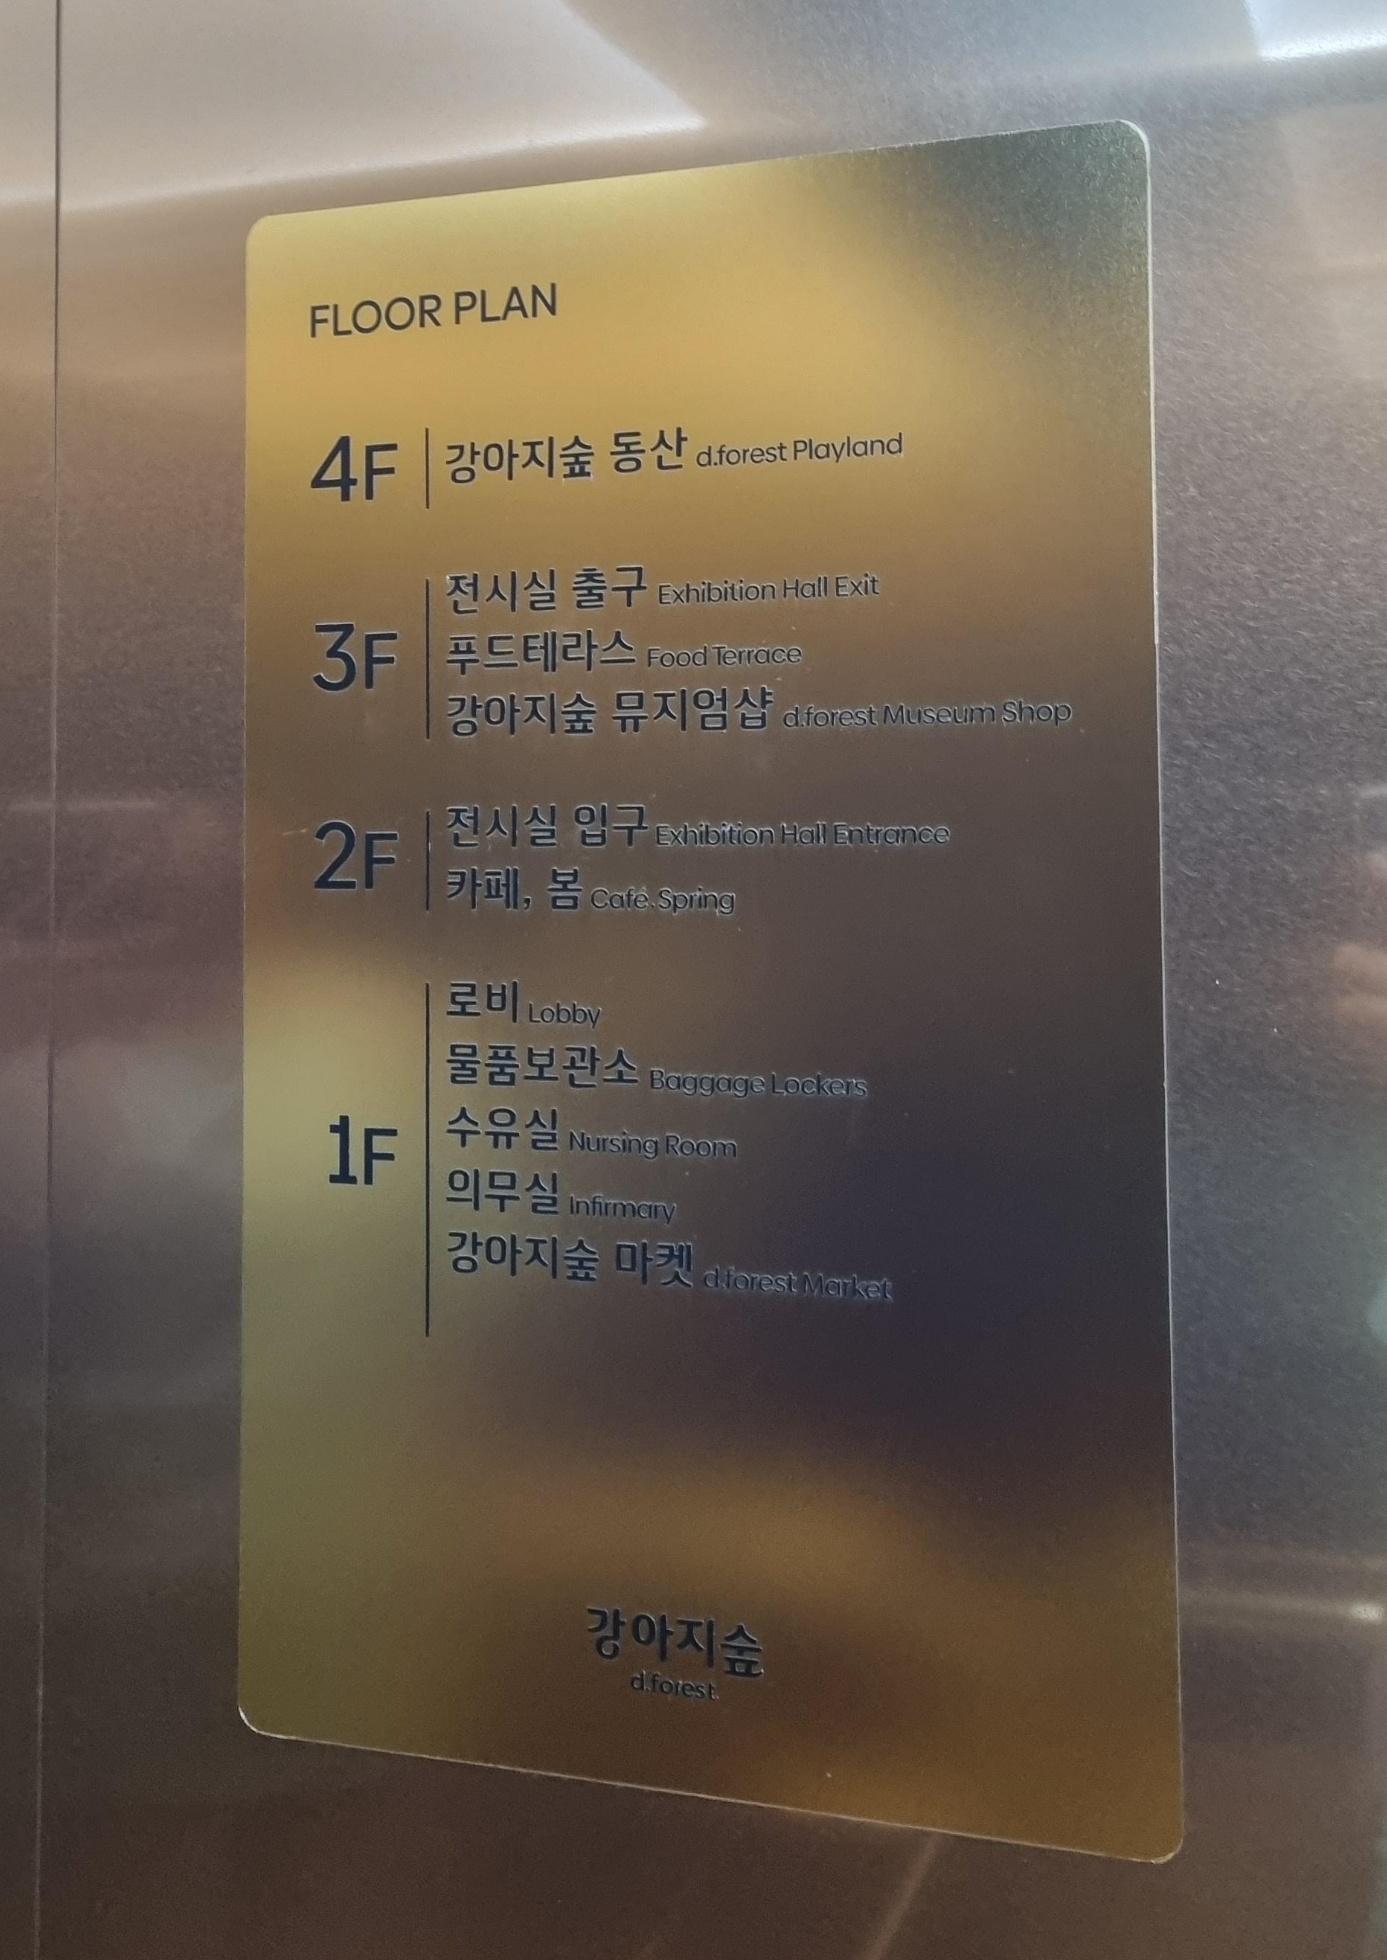 FLOOR PLAN
4F
강아지숲 동산 d.forest Playland
3F
전시실 출구 Exhibition Hall Exit
푸드테라스 Food Terrace
강아지숲 뮤지엄샵 d.forest Museum Shop
2F
전시실 입구 Exhibition Hall Entrance
카페, 봄 Café. Spring
1F
로비 Lobby
물품보관소 Baggage Lockers
수유실 Nursing Room
의무실 Infirmary
강아지숲 마켓 d.forest Market
강아지숲
d.forest